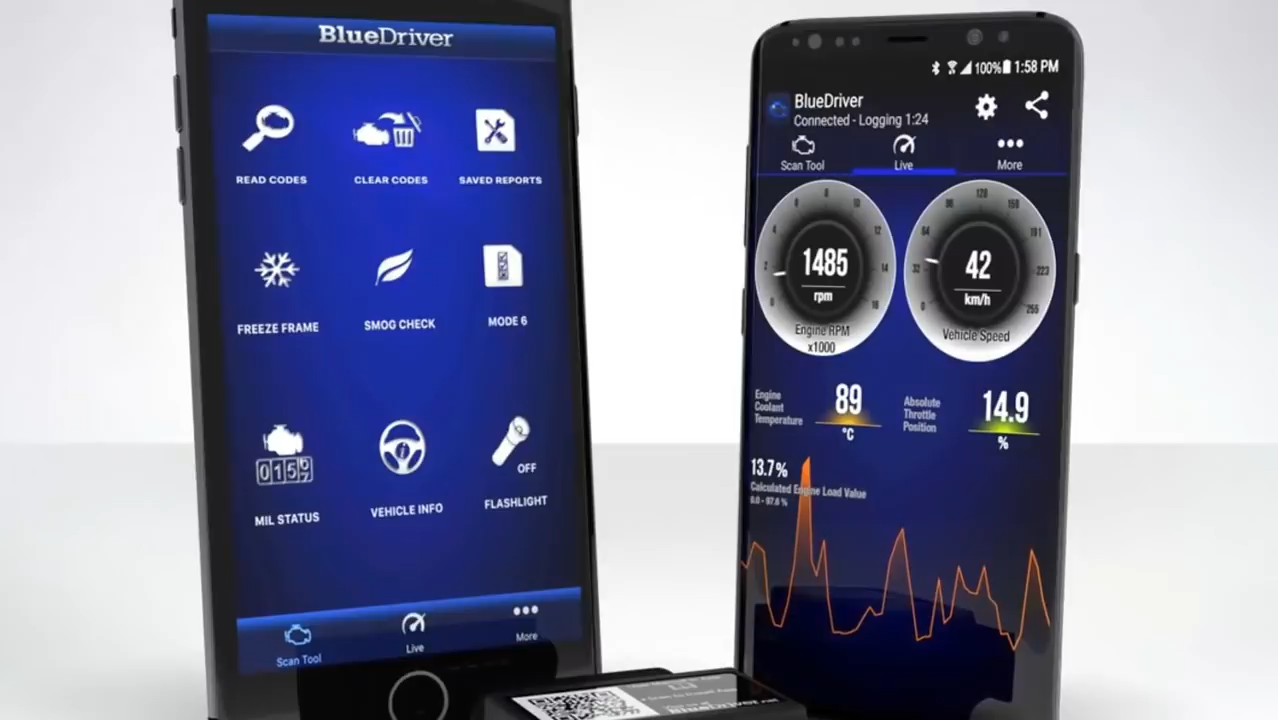 BlueDriver
READ CODES
CLEAR CODES
SAVED REPORTS
FREEZE FRAME
SMOG CHECK
MODE 6
MIL STATUS
VEHICLE INFO
OFF
FLASHLIGHT
Scan Tool
Live
More
100% 1:58 PM
BlueDriver
Connected - Logging 1:24
Scan Tool
Live
More
1485
rpm
Engine RPM
x1000
42
km/h
Vehicle Speed
Engine
Coolant
Temperature
89
°C
Absolute
Throttle
Position
14.9
%
13.7%
Calculated Engine Load Value
BlueDriver